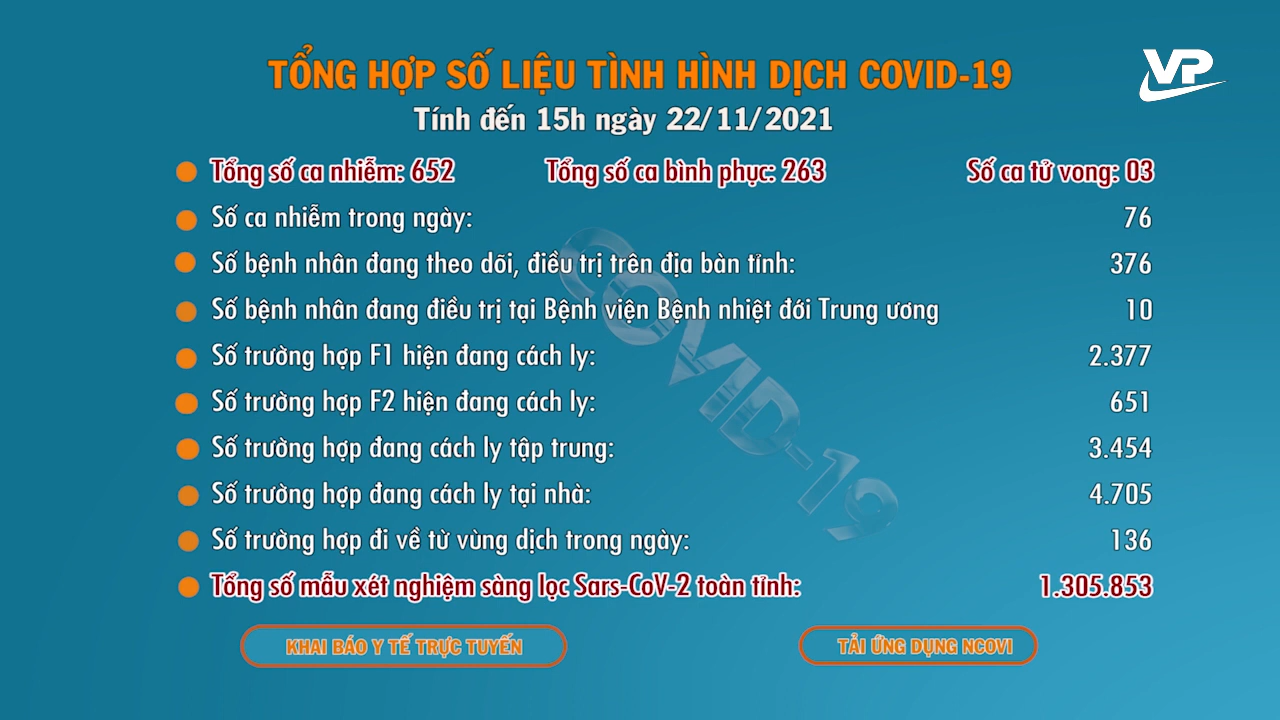 TỔNG HỢP SỐ LIỆU TÌNH HÌNH DỊCH COVID-19
VP
Tính đến 15h ngày 22/11/2021
Tổng số ca nhiễm: 652 Tổng số ca bình phục: 263 Số ca tử vong: 03
Số ca nhiễm trong ngày: 76
Số bệnh nhân đang theo dõi, điều trị trên địa bàn tỉnh: 376
Số bệnh nhân đang điều trị tại Bệnh viện Bệnh nhiệt đới Trung ương 10
Số trường hợp F1 hiện đang cách ly: 2.377
Số trường hợp F2 hiện đang cách ly: 651
Số trường hợp đang cách ly tập trung: 3.454
Số trường hợp đang cách ly tại nhà: 4.705
Số trường hợp đi về từ vùng dịch trong ngày: 136
Tổng số mẫu xét nghiệm sàng lọc Sars-CoV-2 toàn tỉnh: 1.305.853
COVID-19
KHAI BÁO Y TẾ TRỰC TUYẾN TẢI ỨNG DỤNG NCOVI